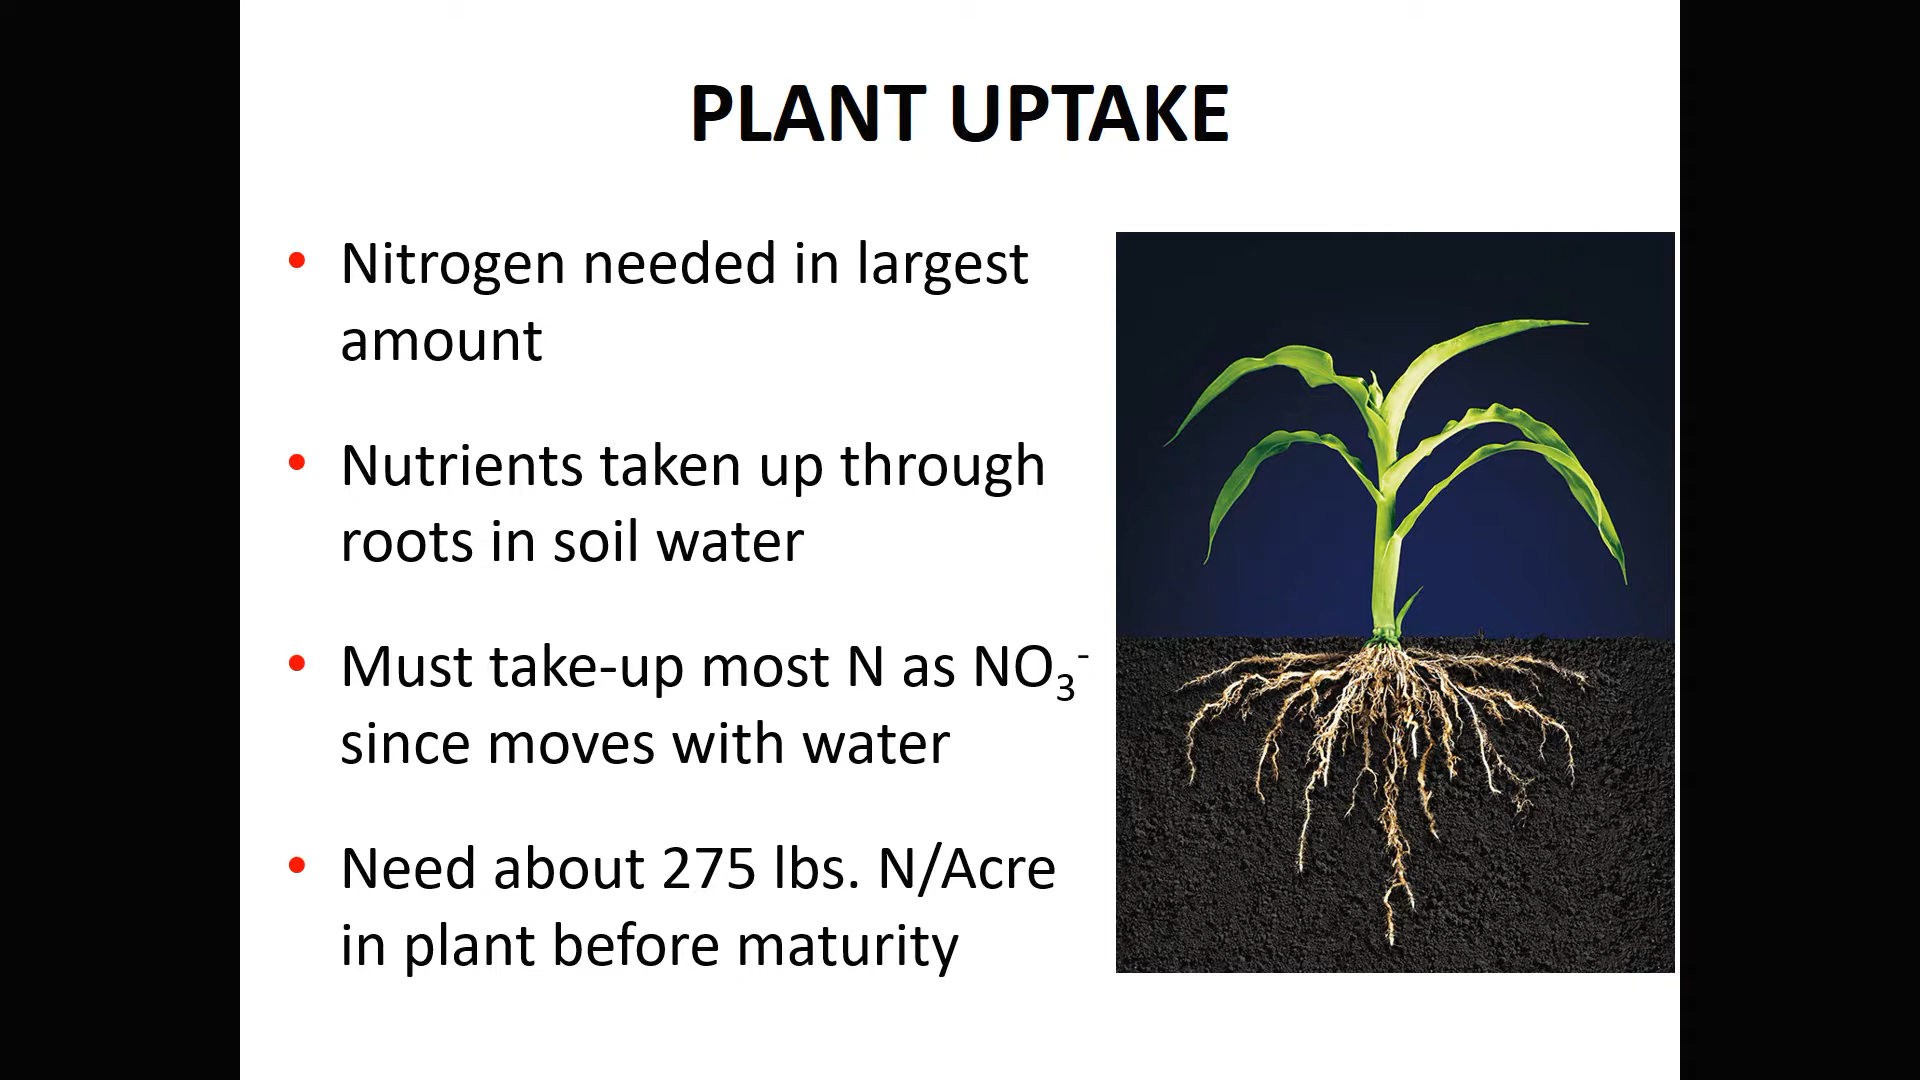 PLANT UPTAKE
• Nitrogen needed in largest
amount
• Nutrients taken up through
roots in soil water
• Must take-up most N as NO₃⁻
since moves with water
• Need about 275 lbs. N/Acre
in plant before maturity